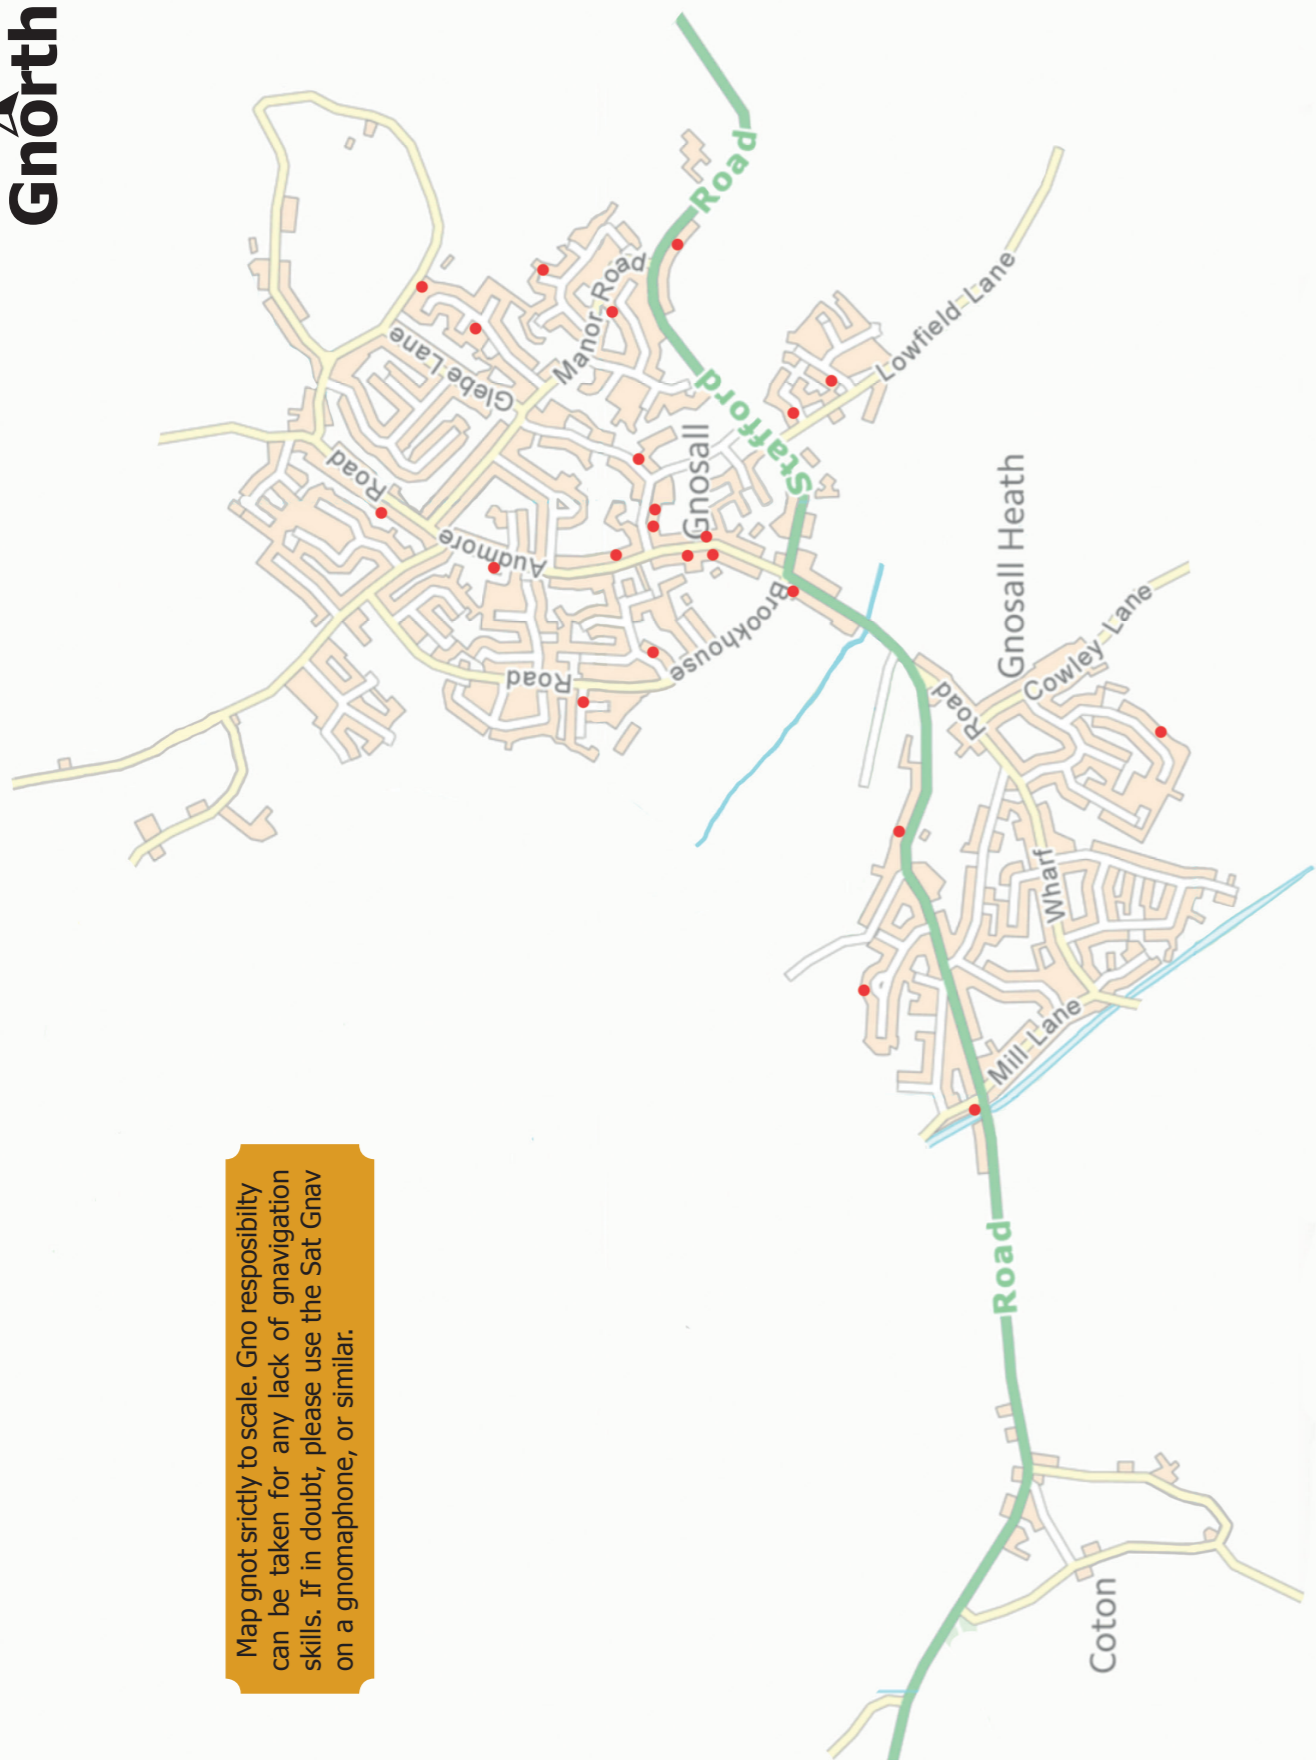 Gnorth
Map gnot srictly to scale. Gno resposibilty
can be taken for any lack of gnavigation
skills. If in doubt, please use the Sat Gnav
on a gnomaphone, or similar.
Road
Stafford
Manor Road
Glebe Lane
Audmore
Road
Gnosall
Lowfield Lane
Brookhouse
Road
Gnosall Heath
Cowley Lane
Wharf
Road
Mill Lane
Road
Coton